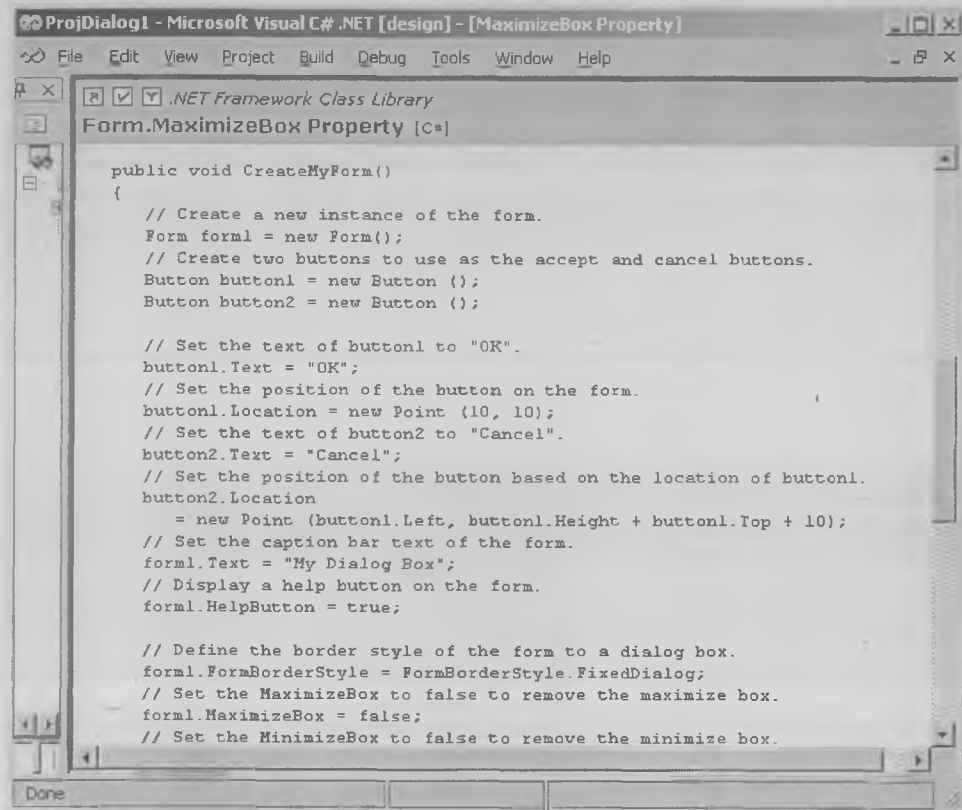 ProjDialog1 - Microsoft Visual C# .NET [design] - [MaximizeBox Property]
File Edit View Project Build Debug Tools Window Help
.NET Framework Class Library
Form.MaximizeBox Property [C#]
public void CreateMyForm()
{
// Create a new instance of the form.
Form form1 = new Form();
// Create two buttons to use as the accept and cancel buttons.
Button button1 = new Button ();
Button button2 = new Button ();
// Set the text of button1 to "OK".
button1.Text = "OK";
// Set the position of the button on the form.
button1.Location = new Point (10, 10);
// Set the text of button2 to "Cancel".
button2.Text = "Cancel";
// Set the position of the button based on the location of button1.
button2.Location
= new Point (button1.Left, button1.Height + button1.Top + 10);
// Set the caption bar text of the form.
form1.Text = "My Dialog Box";
// Display a help button on the form.
form1.HelpButton = true;
// Define the border style of the form to a dialog box.
form1.FormBorderStyle = FormBorderStyle.FixedDialog;
// Set the MaximizeBox to false to remove the maximize box.
form1.MaximizeBox = false;
// Set the MinimizeBox to false to remove the minimize box.
Done